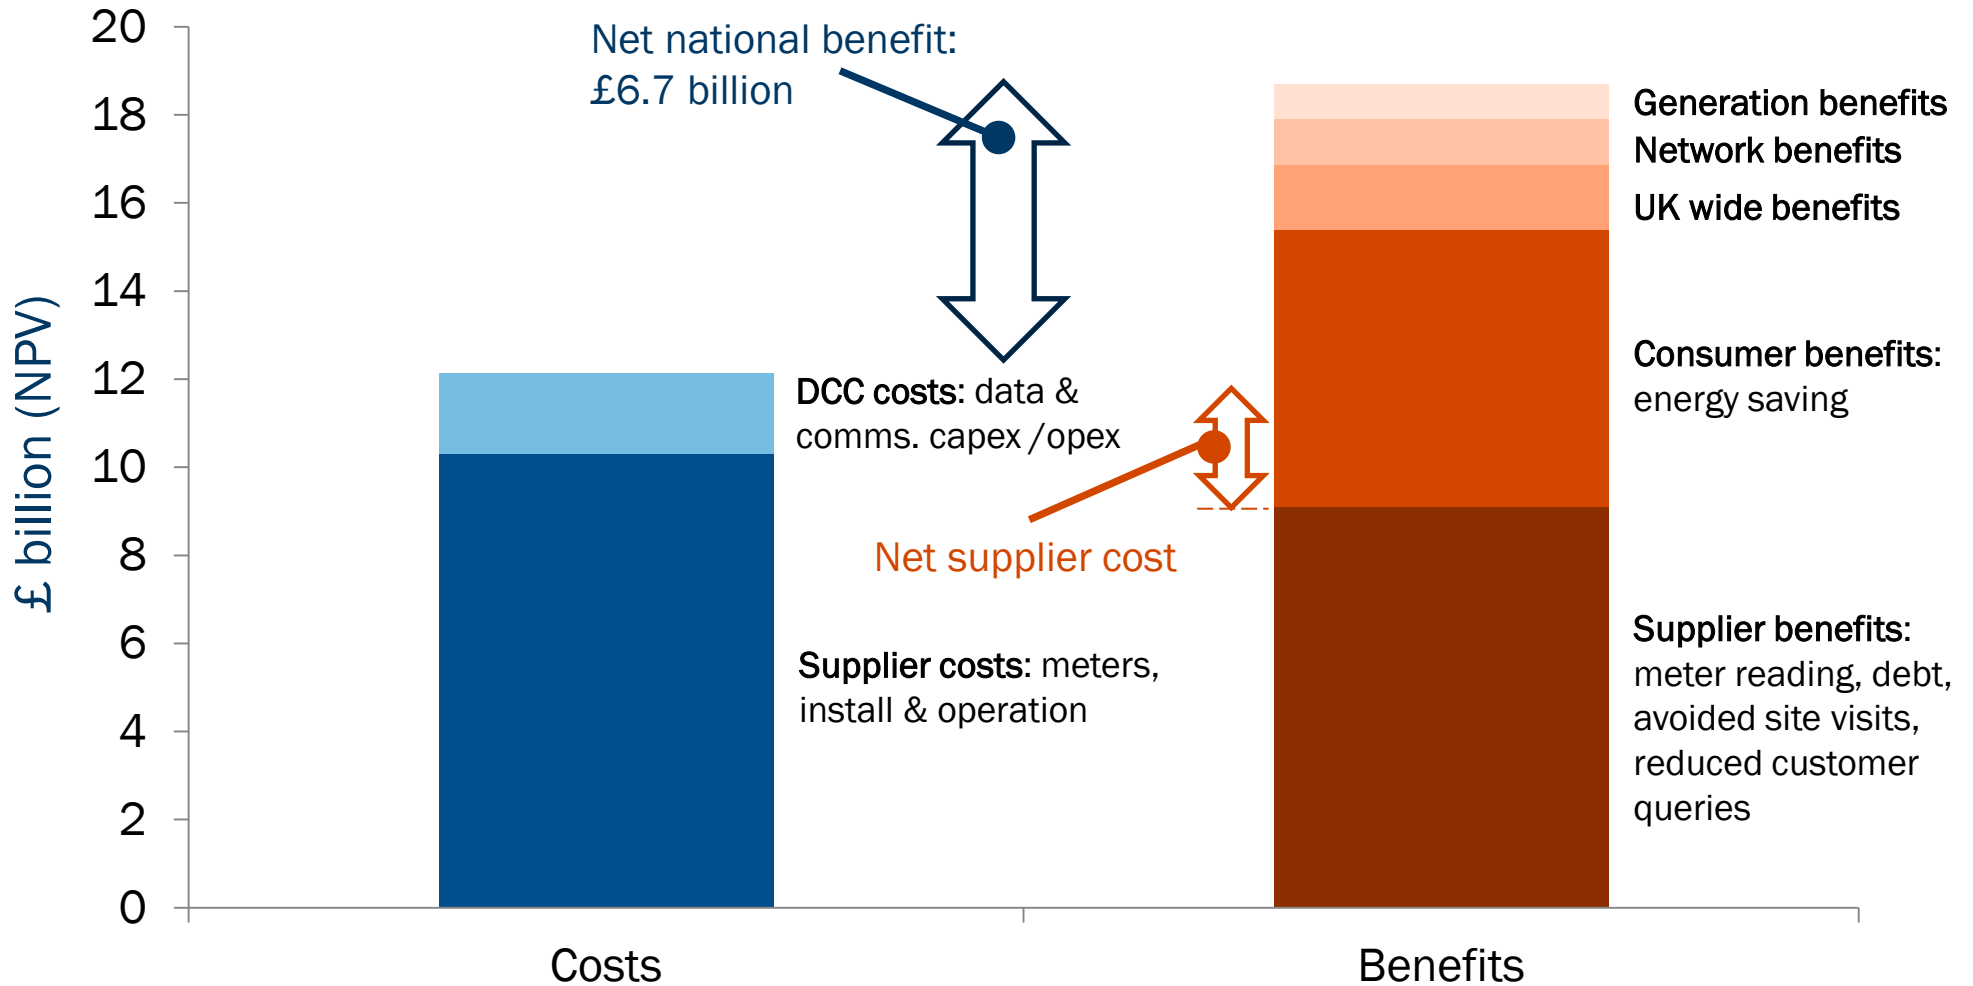 £ billion (NPV)
20
18
16
14
12
10
8
6
4
2
0
Net national benefit:
£6.7 billion
DCC costs: data &
comms. capex /opex
Net supplier cost
Supplier costs: meters,
install & operation
Generation benefits
Network benefits
UK wide benefits
Consumer benefits:
energy saving
Supplier benefits:
meter reading, debt,
avoided site visits,
reduced customer
queries
Costs
Benefits